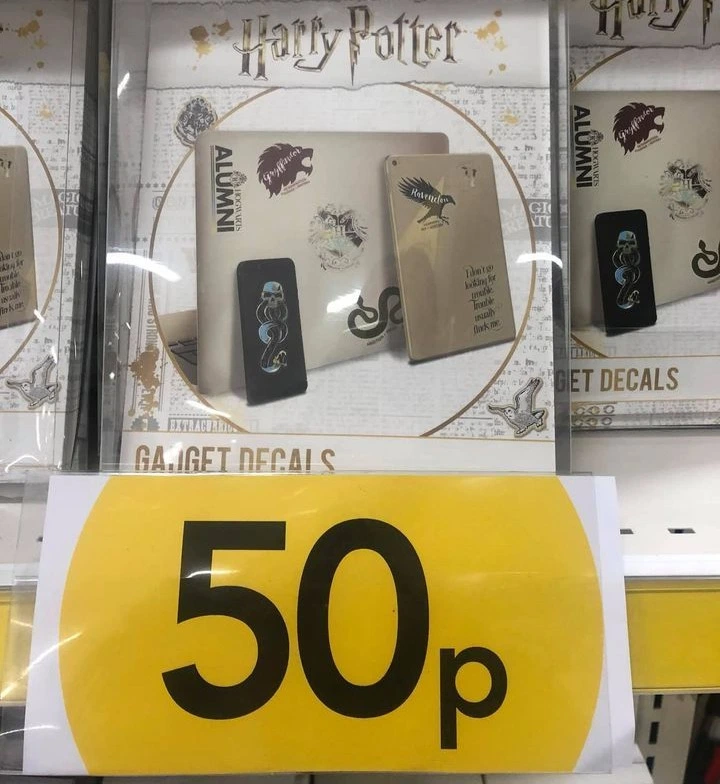 Harry Potter
ALUMNI
HOGWARTS
Gryffindor
Ravenclaw
I don't go
looking for
trouble.
Trouble
usually
finds me.
GADGET DECALS
Harry P
ALUMNI
HOGWARTS
Gryffindor
GET DECALS
50p